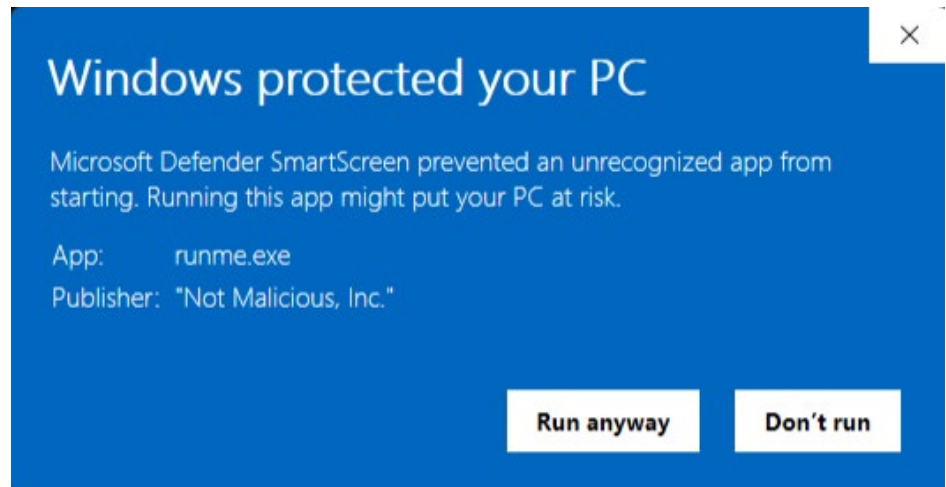 Windows protected your PC
Microsoft Defender SmartScreen prevented an unrecognized app from
starting. Running this app might put your PC at risk.
App: runme.exe
Publisher: "Not Malicious, Inc."
Run anyway Don't run